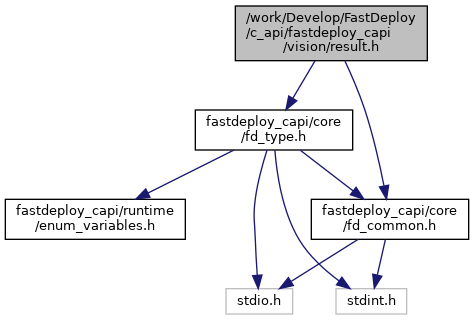 /work/Develop/FastDeploy
/c_api/fastdeploy_capi
/vision/result.h
fastdeploy_capi/core
/fd_type.h
fastdeploy_capi/runtime
/enum_variables.h
fastdeploy_capi/core
/fd_common.h
stdio.h
stdint.h